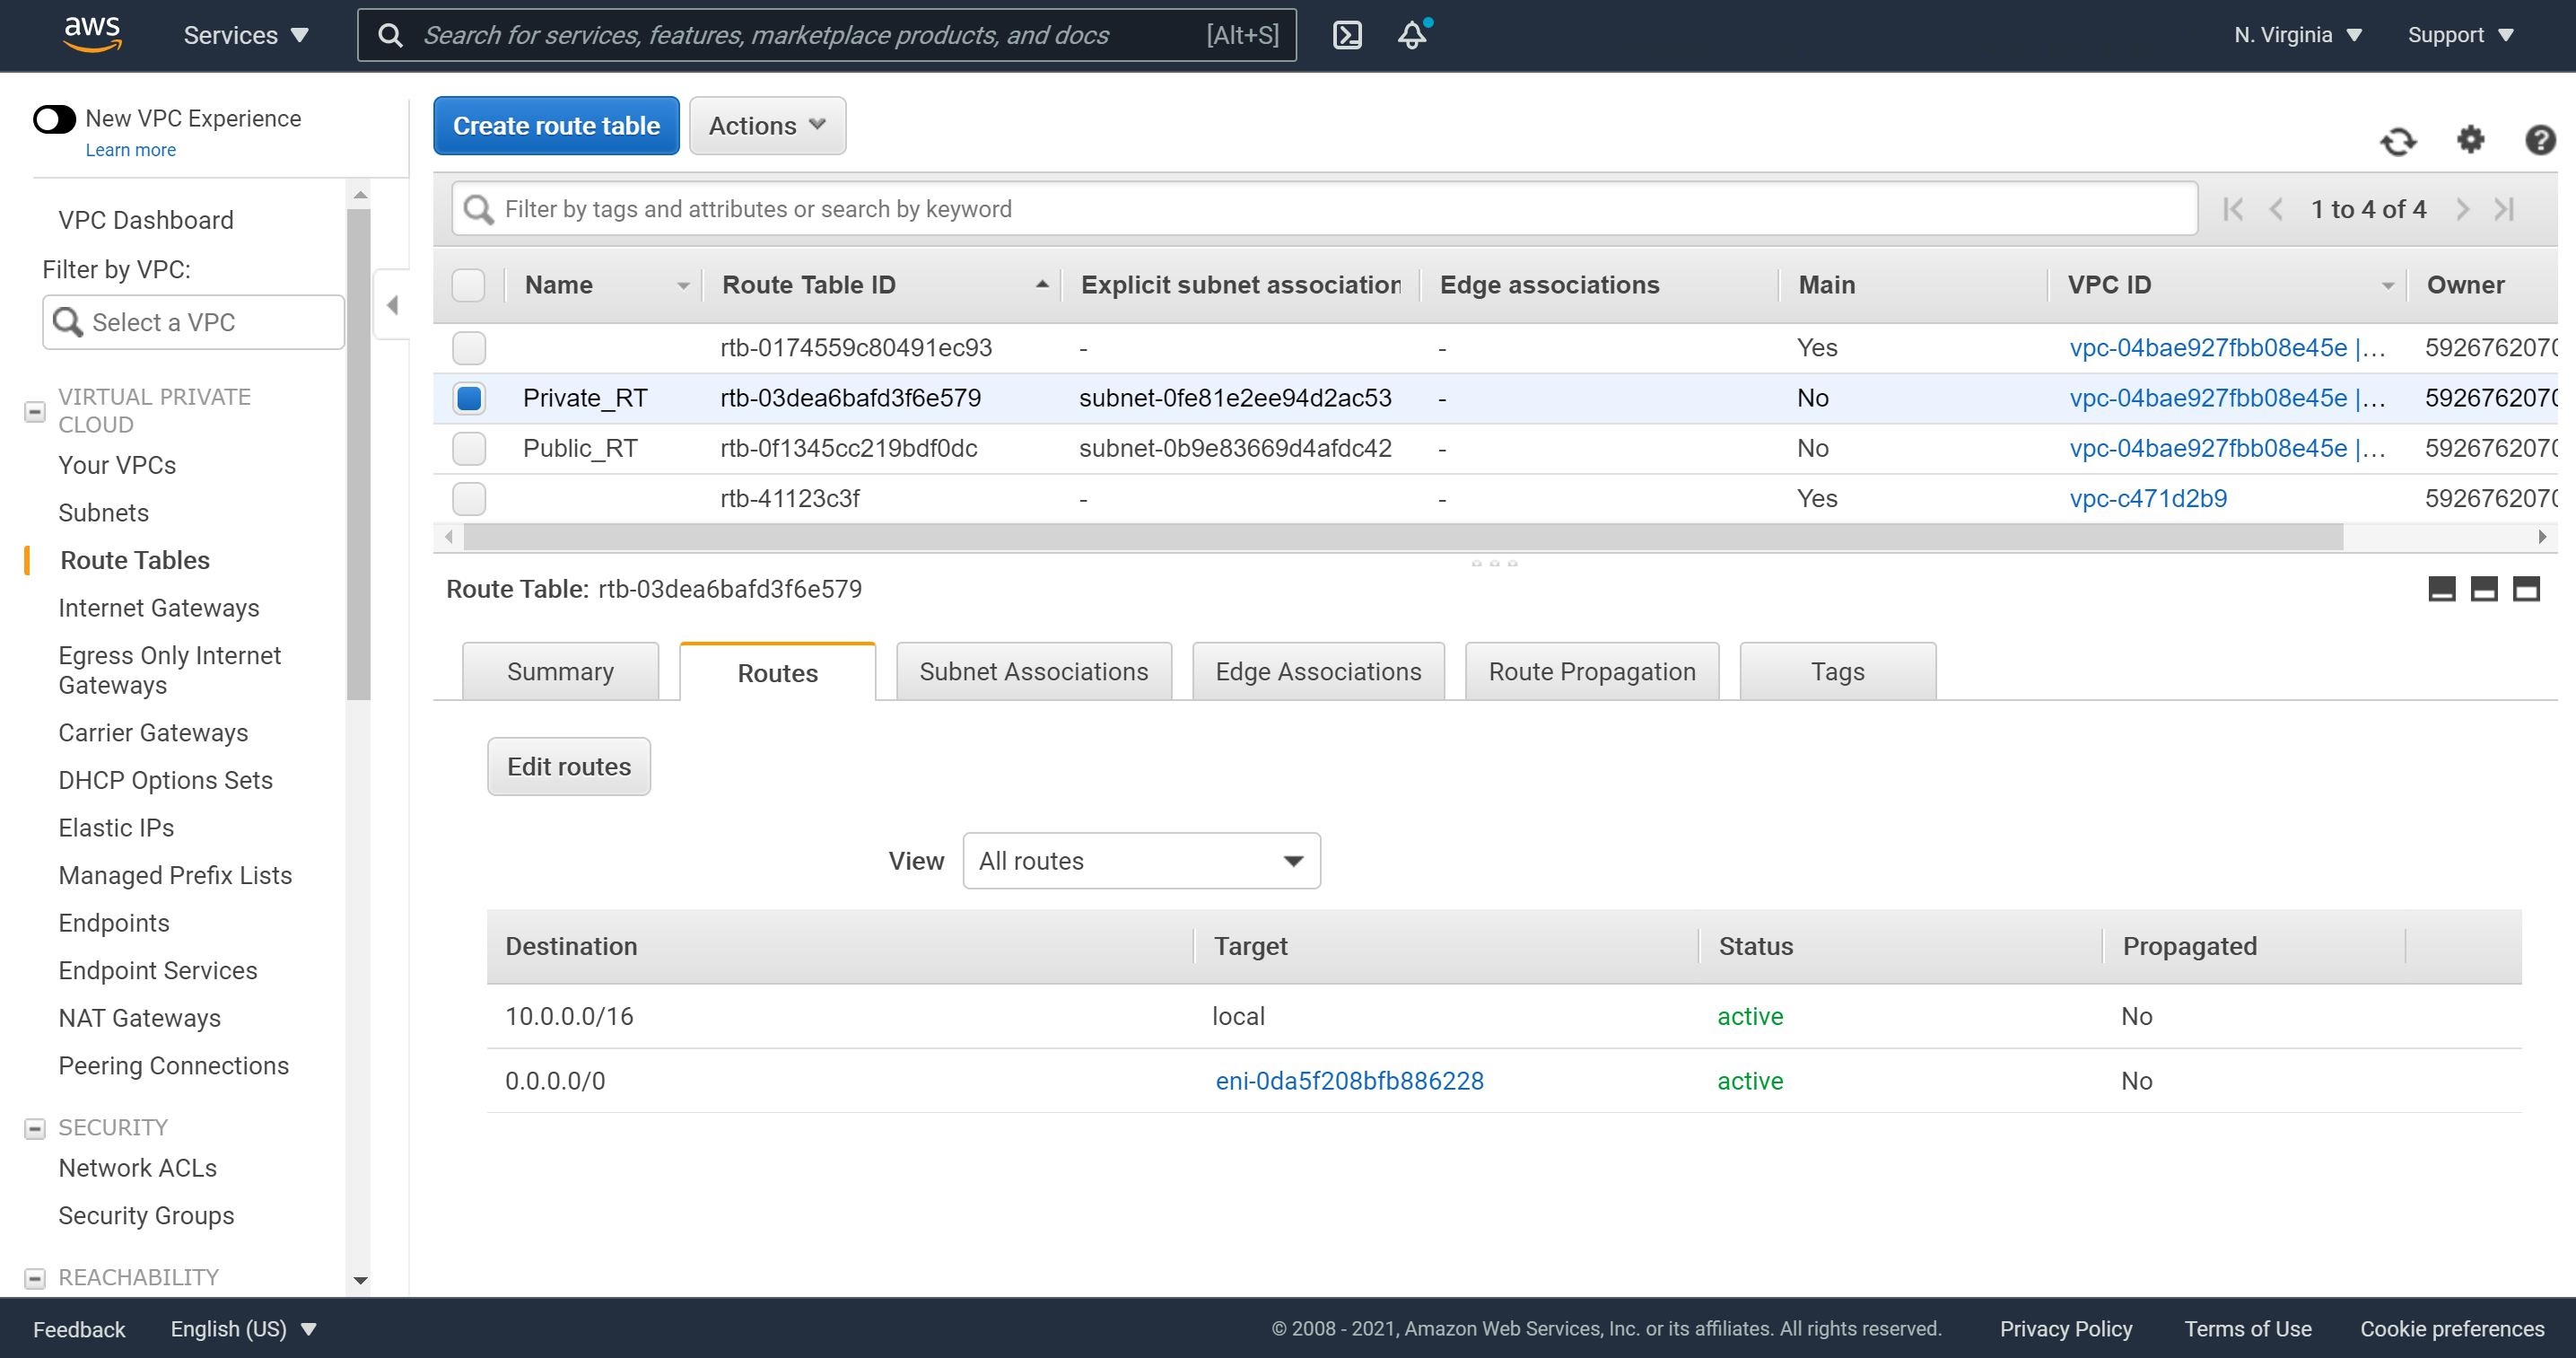 aws
Services
Search for services, features, marketplace products, and docs
[Alt+S]
N. Virginia
Support
New VPC Experience
Learn more
VPC Dashboard
Filter by VPC:
Select a VPC
VIRTUAL PRIVATE
CLOUD
Your VPCs
Subnets
Route Tables
Internet Gateways
Egress Only Internet
Gateways
Carrier Gateways
DHCP Options Sets
Elastic IPs
Managed Prefix Lists
Endpoints
Endpoint Services
NAT Gateways
Peering Connections
SECURITY
Network ACLs
Security Groups
REACHABILITY
Create route table
Actions
Filter by tags and attributes or search by keyword
1 to 4 of 4
Name Route Table ID Explicit subnet association Edge associations Main VPC ID Owner
rtb-0174559c80491ec93 - - Yes vpc-04bae927fbb08e45e |... 5926762070
Private_RT rtb-03dea6bafd3f6e579 subnet-0fe81e2ee94d2ac53 - No vpc-04bae927fbb08e45e |... 5926762070
Public_RT rtb-0f1345cc219bdf0dc subnet-0b9e83669d4afdc42 - No vpc-04bae927fbb08e45e |... 5926762070
rtb-41123c3f - - Yes vpc-c471d2b9 5926762070
Route Table: rtb-03dea6bafd3f6e579
Summary
Routes
Subnet Associations
Edge Associations
Route Propagation
Tags
Edit routes
View All routes
Destination Target Status Propagated
10.0.0.0/16 local active No
0.0.0.0/0 eni-0da5f208bfb886228 active No
Feedback
English (US)
© 2008 - 2021, Amazon Web Services, Inc. or its affiliates. All rights reserved.
Privacy Policy
Terms of Use
Cookie preferences